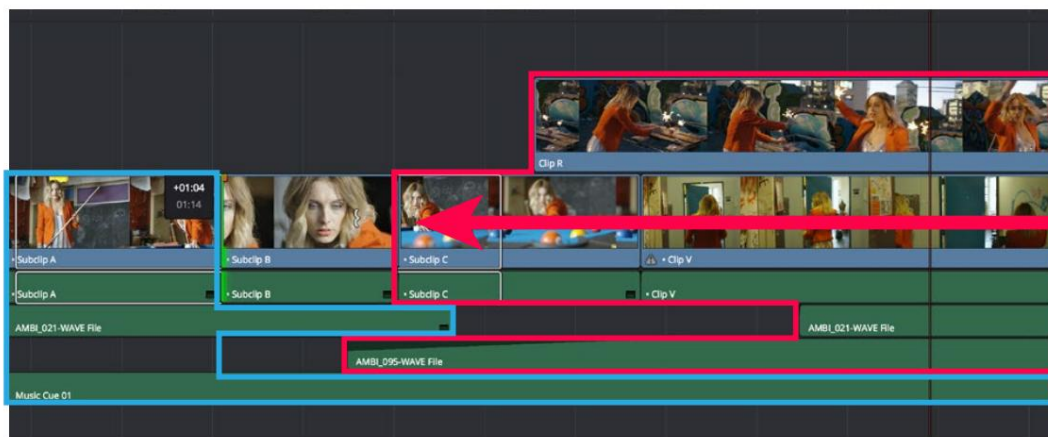 Clip R
+01:04
01:14
• Subclip A
• Subclip B
• Subclip C
• Clip V
• Subclip A
• Subclip B
• Subclip C
• Clip V
AMBI_021-WAVE File
AMBI_021-WAVE File
AMBI_095-WAVE File
Music Cue 01